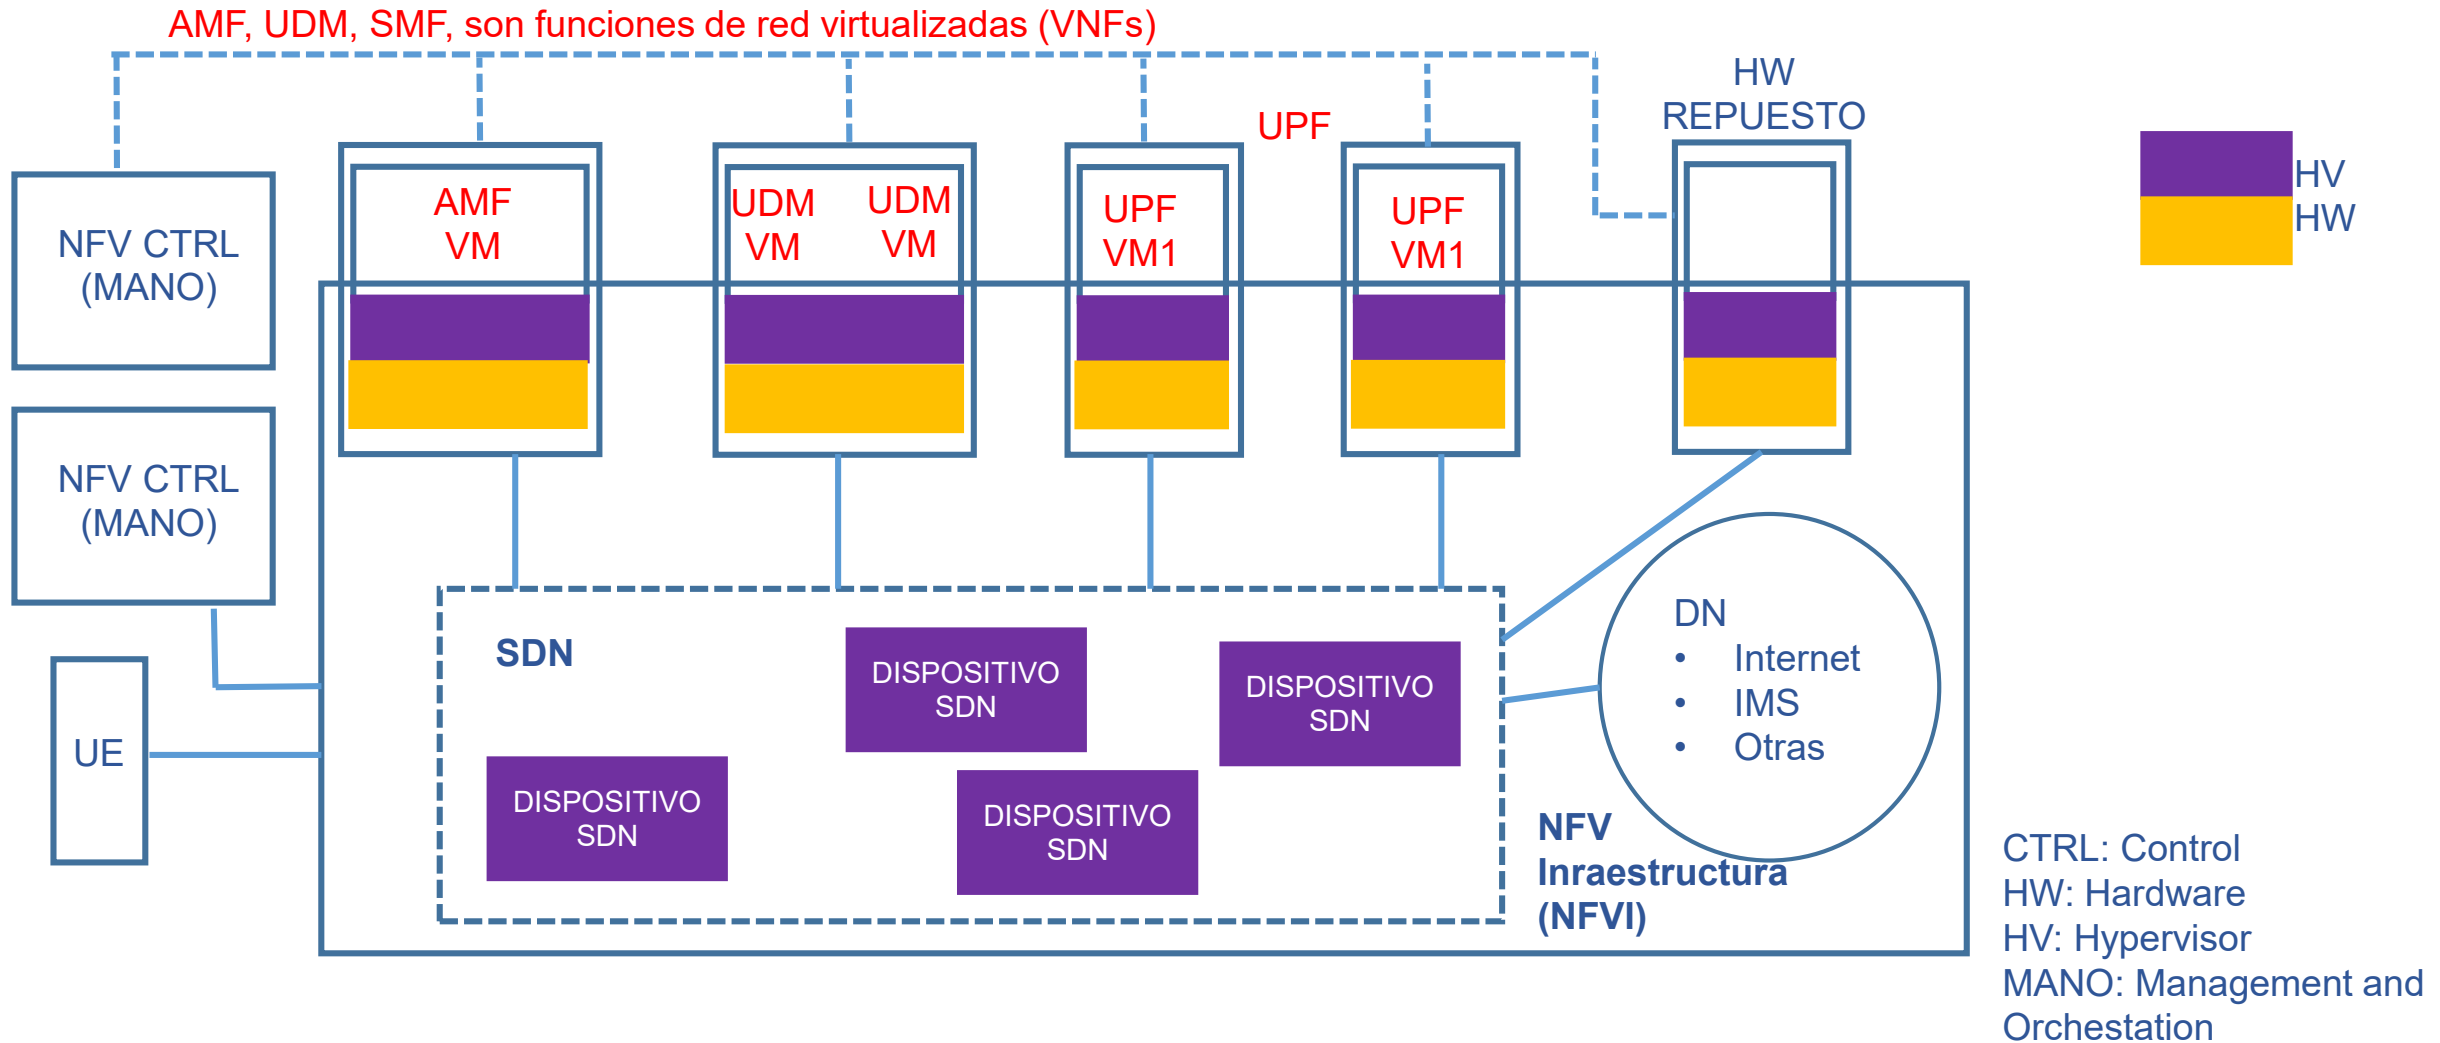 AMF, UDM, SMF, son funciones de red virtualizadas (VNFs)
HW
REPUESTO
UPF
HV
HW
NFV CTRL
(MANO)
AMF
VM
UDM
VM
UDM
VM
UPF
VM1
UPF
VM1
NFV CTRL
(MANO)
UE
SDN
DISPOSITIVO
SDN
DISPOSITIVO
SDN
DISPOSITIVO
SDN
DISPOSITIVO
SDN
DN
• Internet
• IMS
• Otras
NFV
Inraestructura
(NFVI)
CTRL: Control
HW: Hardware
HV: Hypervisor
MANO: Management and
Orchestation